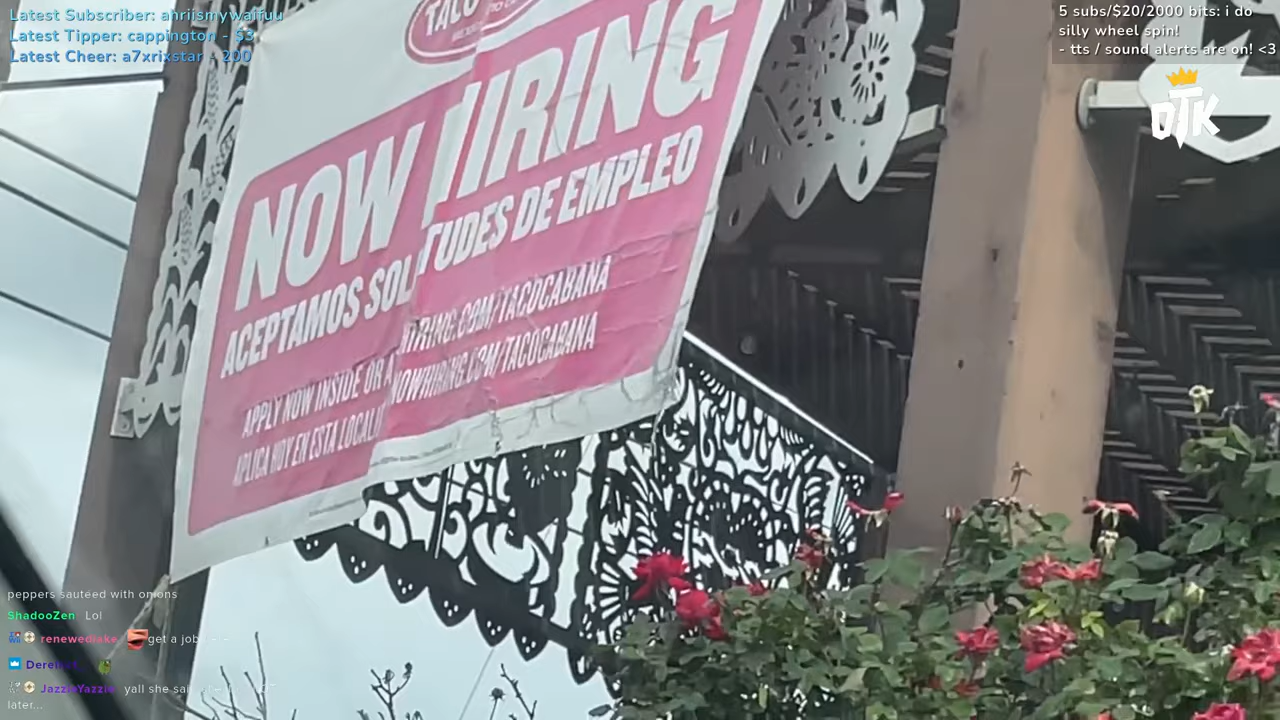 Latest Subscriber: ahriismywaifuu
Latest Tipper: cappington - $3
Latest Cheer: a7xrixstar - 200
5 subs/$20/2000 bits: i do
silly wheel spin!
- tts / sound alerts are on! <3
OTK
TACO
NOW HIRING
ACEPTAMOS SOL TUDES DE EMPLEO
APPLY NOW INSIDE OR A HIRING.COM/TACOCABANA
APLICA HOY EN ESTA LOCALI NOWHIRING.COM/TACOCABANA
peppers sauteed with onions
ShadooZen Lol
renewedrake get a job
JazzieYazzie yall she
later...